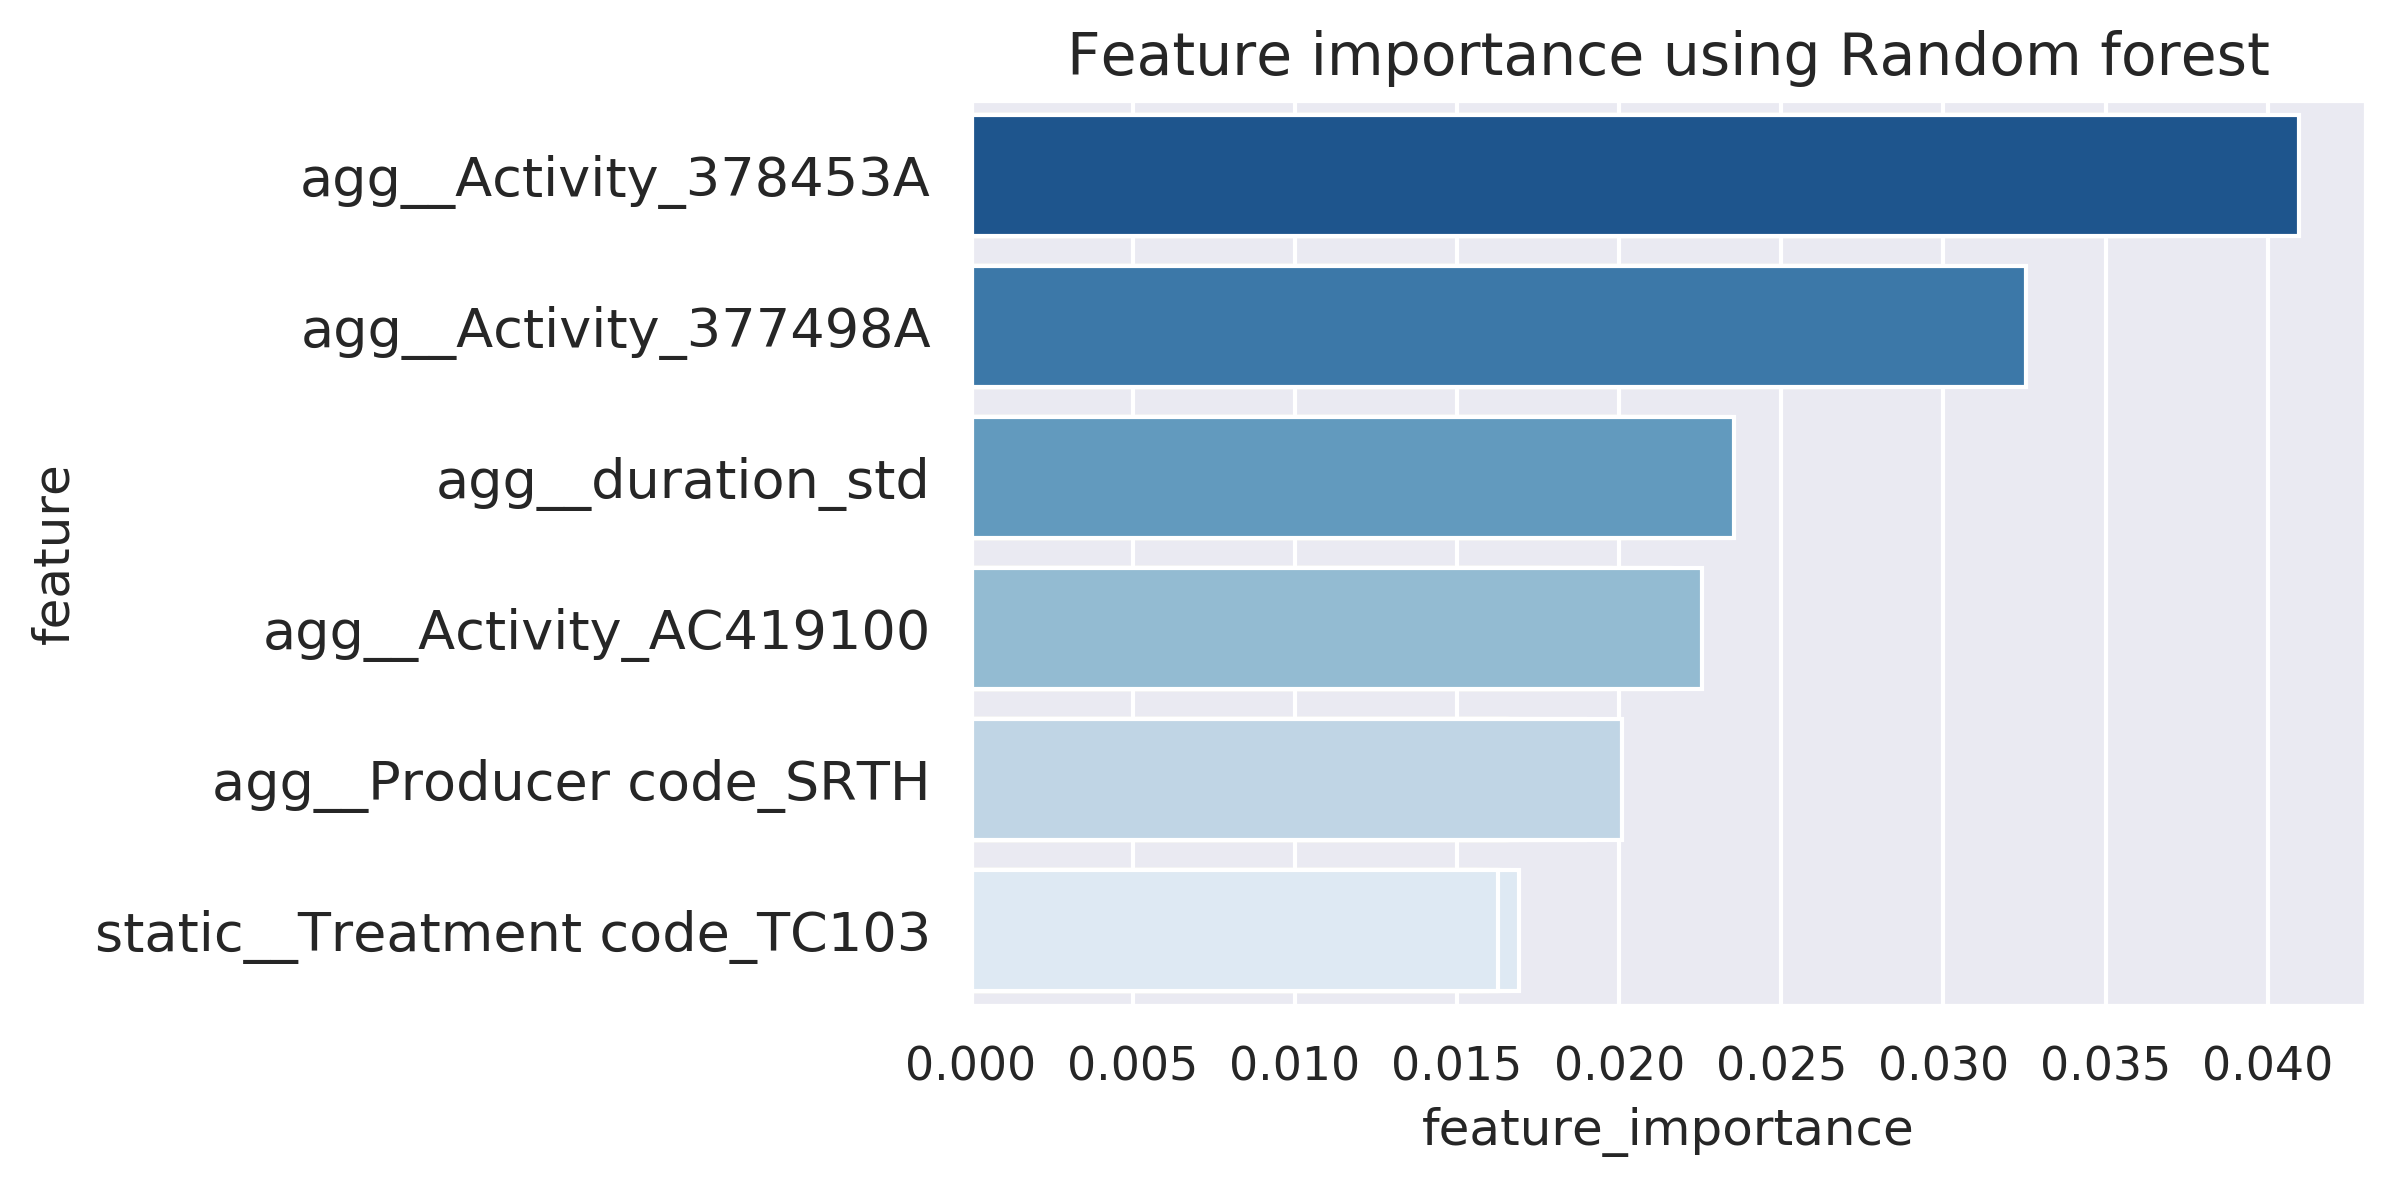 Feature importance using Random forest
feature
agg__Activity_378453A
agg__Activity_377498A
agg__duration_std
agg__Activity_AC419100
agg__Producer code_SRTH
static__Treatment code_TC103
0.000 0.005 0.010 0.015 0.020 0.025 0.030 0.035 0.040
feature_importance